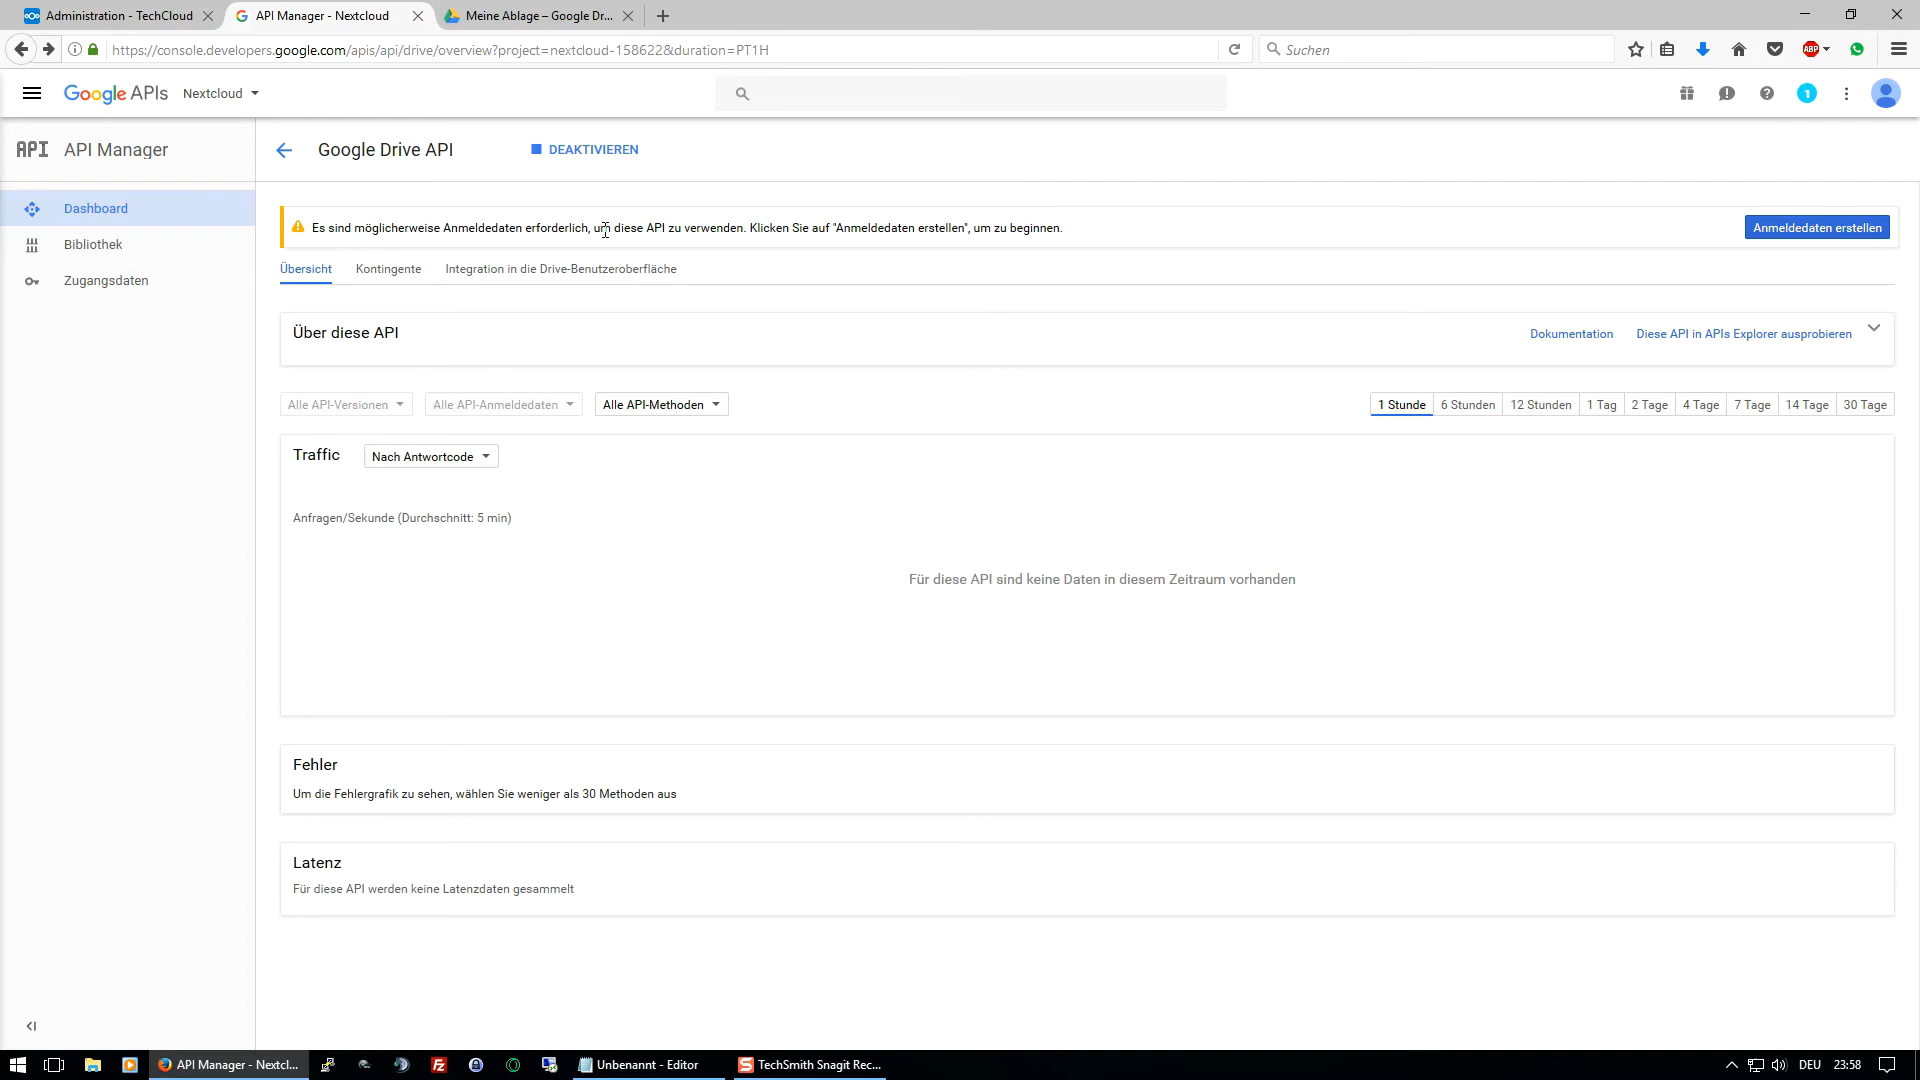 Administration - TechCloud
API Manager - Nextcloud
Meine Ablage – Google Dr...
https://console.developers.google.com/apis/api/drive/overview?project=nextcloud-158622&duration=PT1H
Suchen
ABP
Google APIs
Nextcloud
1
API
API Manager
Google Drive API
DEAKTIVIEREN
Dashboard
Bibliothek
Zugangsdaten
Es sind möglicherweise Anmeldedaten erforderlich, um diese API zu verwenden. Klicken Sie auf "Anmeldedaten erstellen", um zu beginnen.
Anmeldedaten erstellen
Übersicht
Kontingente
Integration in die Drive-Benutzeroberfläche
Über diese API
Dokumentation
Diese API in APIs Explorer ausprobieren
Alle API-Versionen
Alle API-Anmeldedaten
Alle API-Methoden
1 Stunde
6 Stunden
12 Stunden
1 Tag
2 Tage
4 Tage
7 Tage
14 Tage
30 Tage
Traffic
Nach Antwortcode
Anfragen/Sekunde (Durchschnitt: 5 min)
Für diese API sind keine Daten in diesem Zeitraum vorhanden
Fehler
Um die Fehlergrafik zu sehen, wählen Sie weniger als 30 Methoden aus
Latenz
Für diese API werden keine Latenzdaten gesammelt
API Manager - Nextcl...
Unbenannt - Editor
TechSmith Snagit Rec...
DEU
23:58